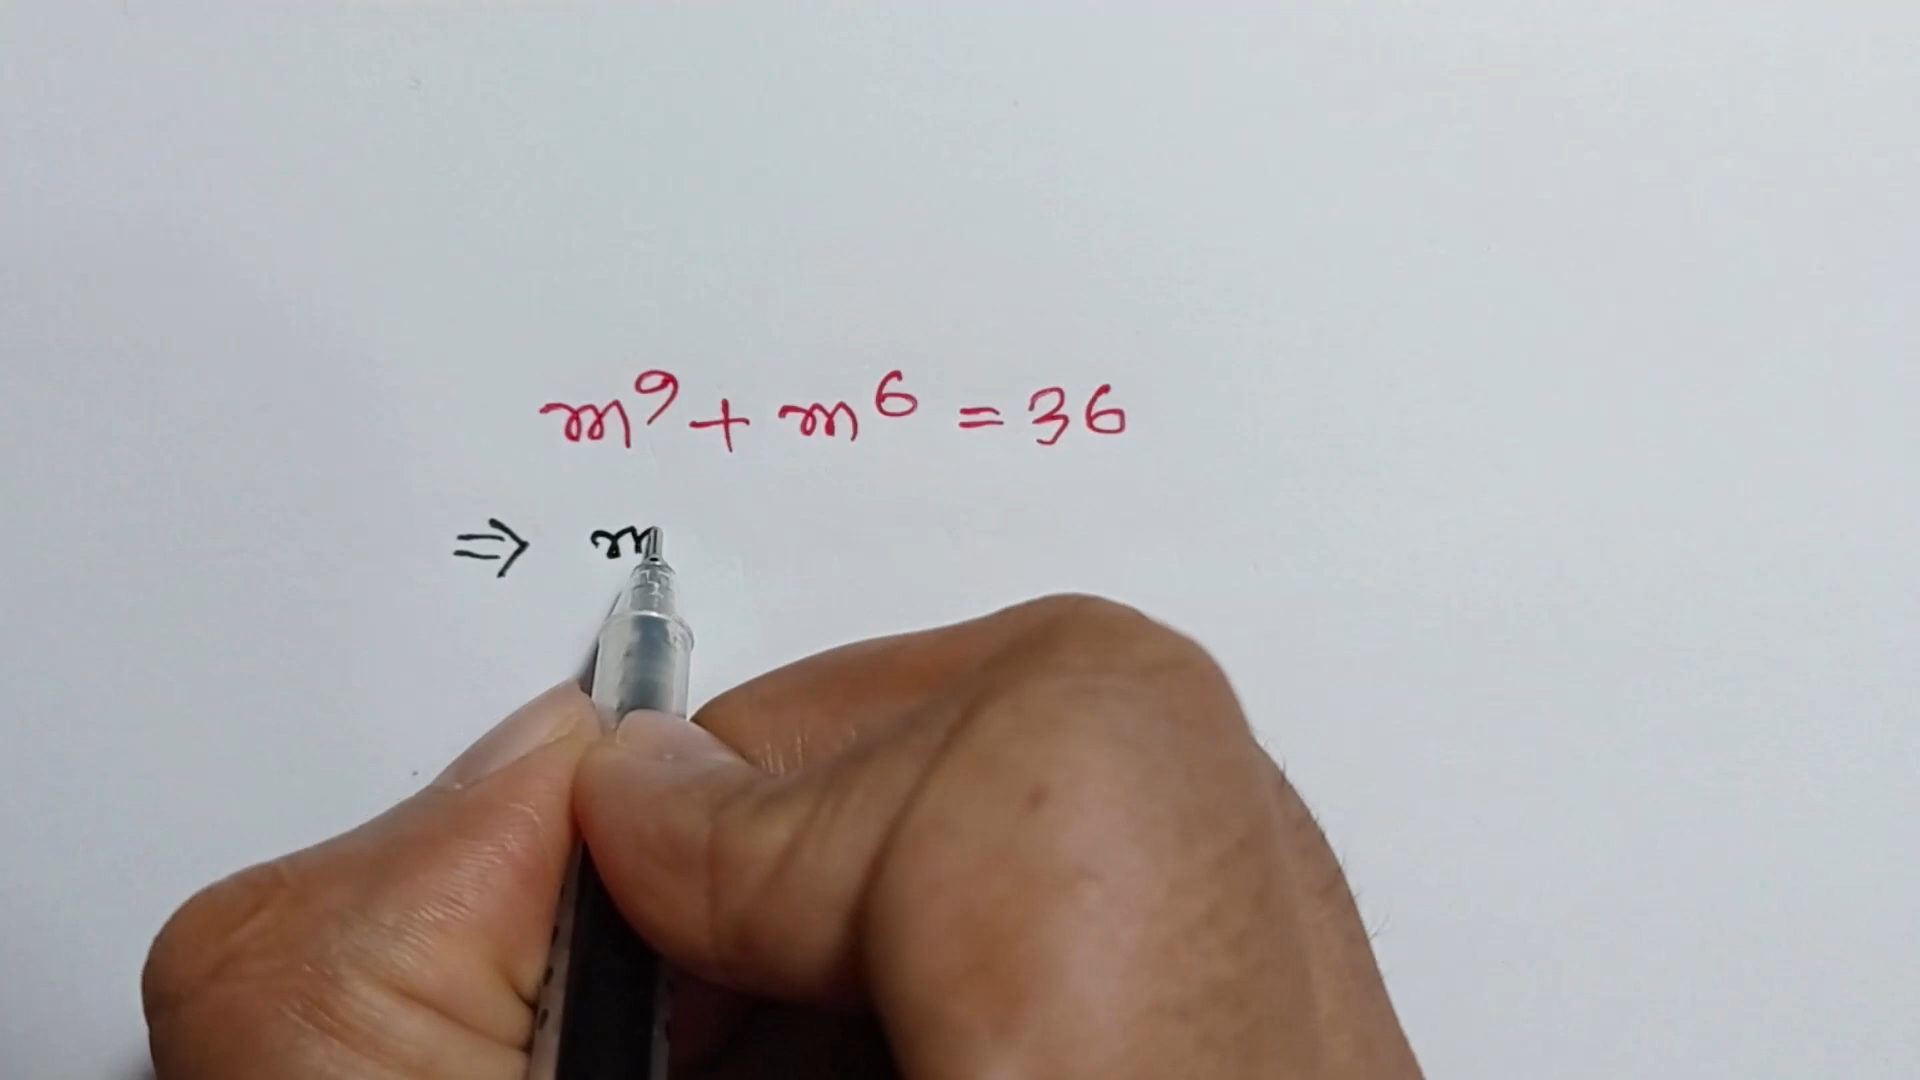 m⁹ + m⁶ = 36
⇒ m